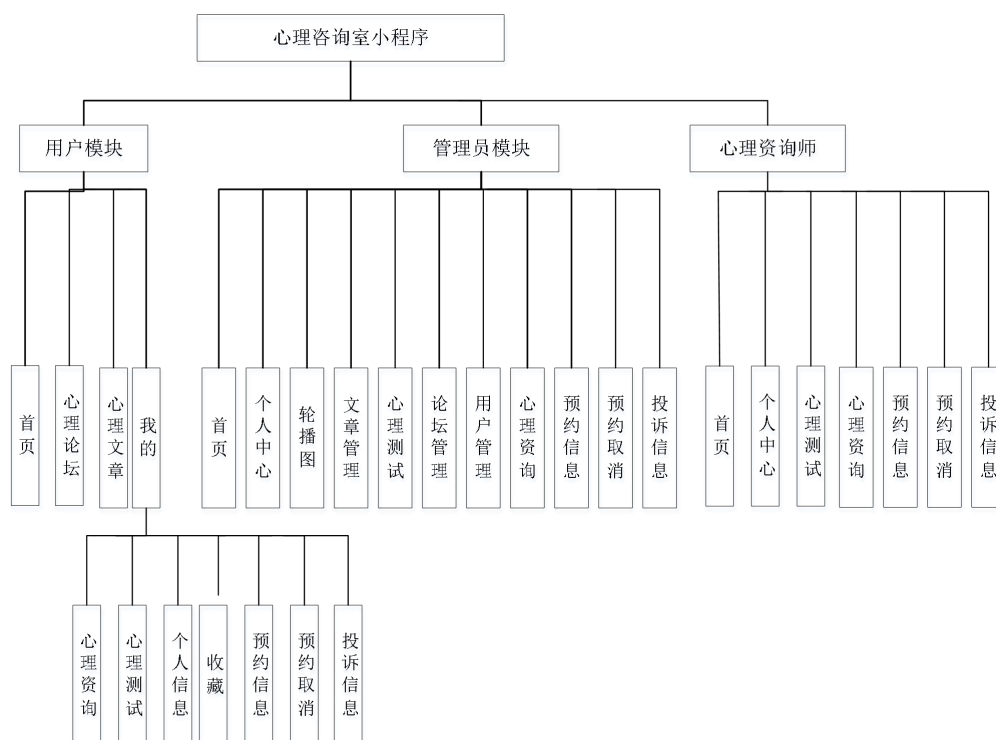 心理咨询室小程序
用户模块
管理员模块
心理资询师
首页
心理论坛
心理文章
我的
首页
个人中心
轮播图
文章管理
心理测试
论坛管理
用户管理
心理资询
预约信息
预约取消
投诉信息
首页
个人中心
心理测试
心理资询
预约信息
预约取消
投诉信息
心理资询
心理测试
个人信息
收藏
预约信息
预约取消
投诉信息